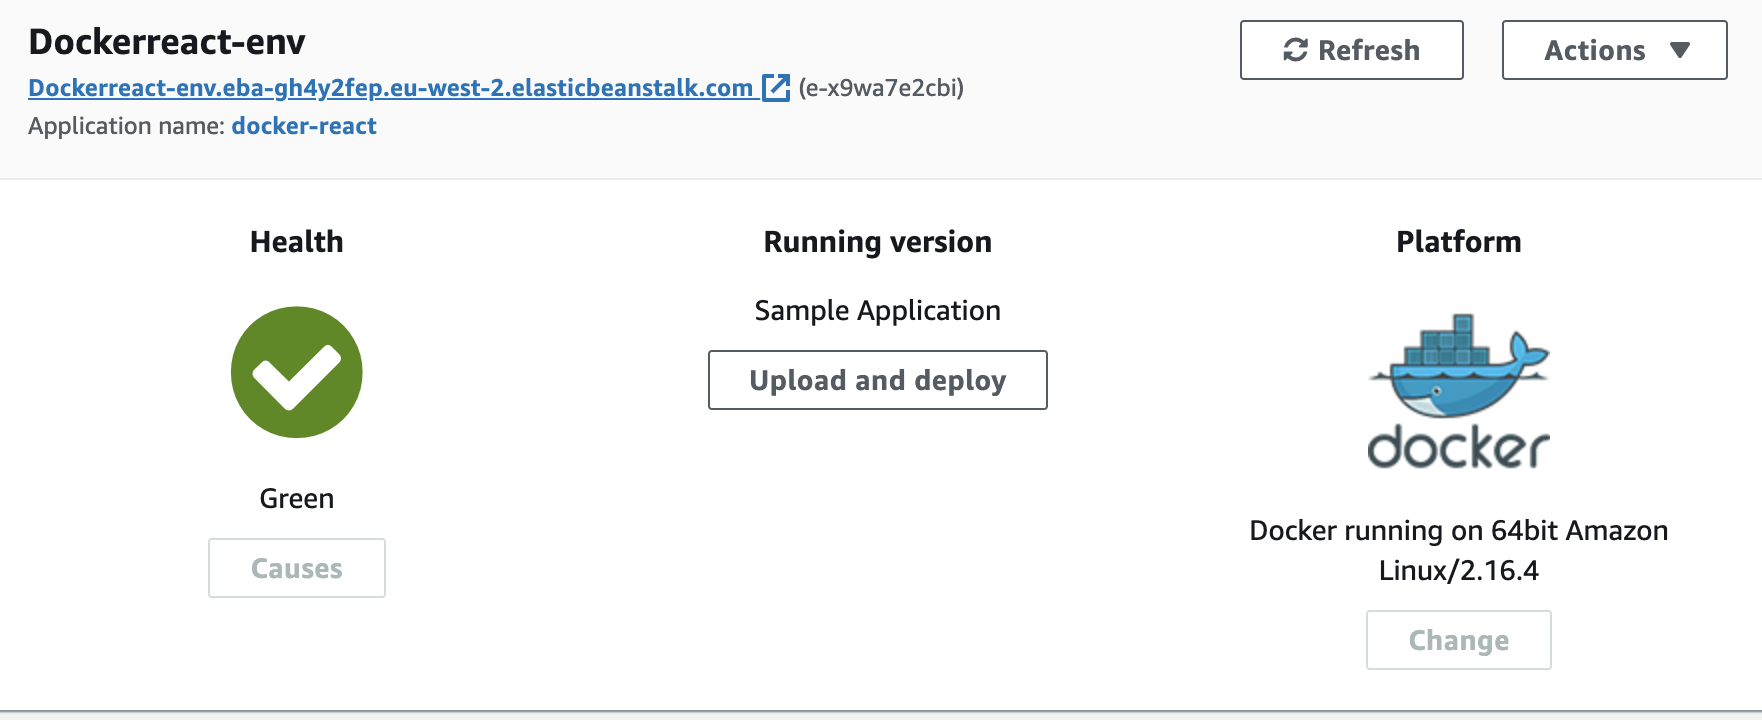 Dockerreact-env
Refresh
Actions
Dockerreact-env.eba-gh4y2fep.eu-west-2.elasticbeanstalk.com (e-x9wa7e2cbi)
Application name: docker-react
Health
Green
Causes
Running version
Sample Application
Upload and deploy
Platform
docker
Docker running on 64bit Amazon
Linux/2.16.4
Change